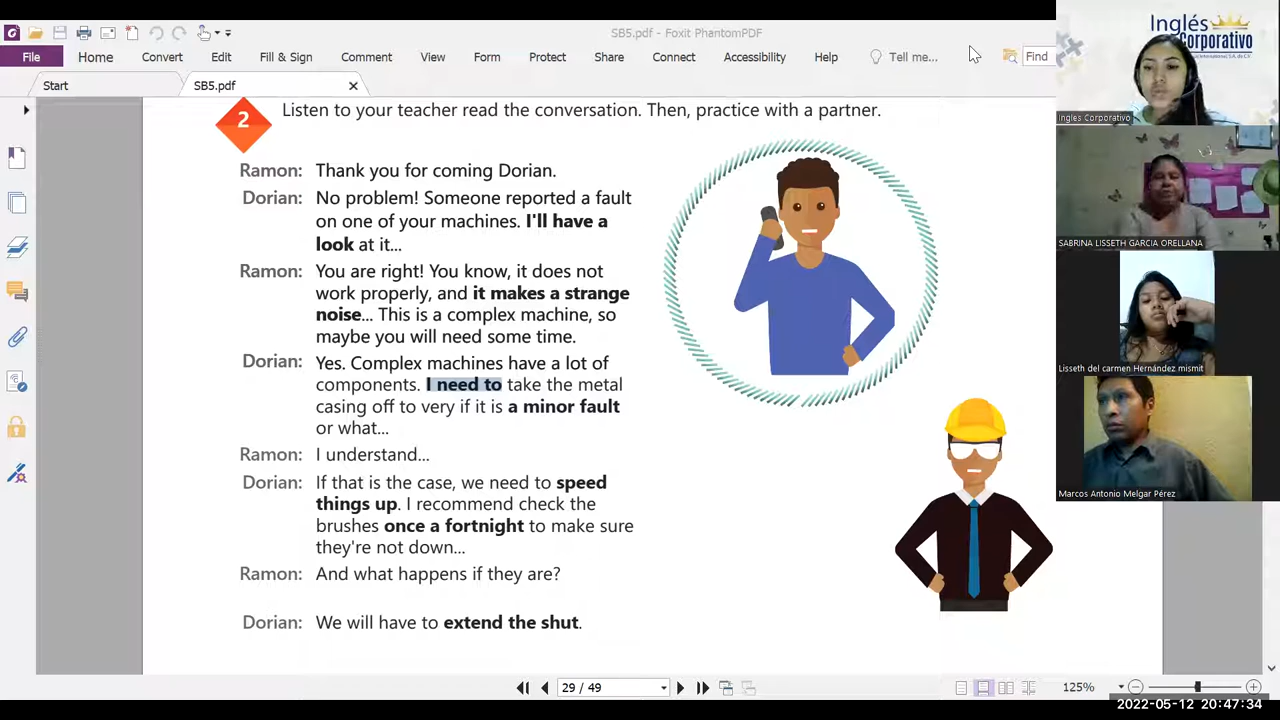 SB5.pdf - Foxit PhantomPDF
File Home Convert Edit Fill & Sign Comment View Form Protect Share Connect Accessibility Help Tell me... Find
Start SB5.pdf
2 Listen to your teacher read the conversation. Then, practice with a partner.
Ramon: Thank you for coming Dorian.
Dorian: No problem! Someone reported a fault
on one of your machines. I'll have a
look at it...
Ramon: You are right! You know, it does not
work properly, and it makes a strange
noise... This is a complex machine, so
maybe you will need some time.
Dorian: Yes. Complex machines have a lot of
components. I need to take the metal
casing off to very if it is a minor fault
or what...
Ramon: I understand...
Dorian: If that is the case, we need to speed
things up. I recommend check the
brushes once a fortnight to make sure
they're not down...
Ramon: And what happens if they are?
Dorian: We will have to extend the shut.
29 / 49
125%
Inglés
Corporativo
Ingles Corporativo
SABRINA LISSETH GARCIA ORELLANA
Lisseth del carmen Hernández mismit
Marcos Antonio Melgar Pérez
2022-05-12 20:47:34